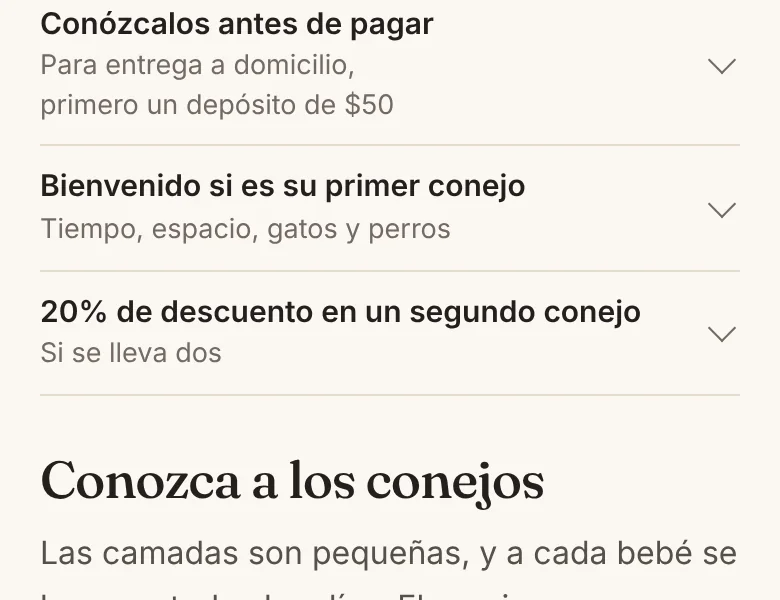 Conózcalos antes de pagar
Para entrega a domicilio,
primero un depósito de $50
Bienvenido si es su primer conejo
Tiempo, espacio, gatos y perros
20% de descuento en un segundo conejo
Si se lleva dos
Conozca a los conejos
Las camadas son pequeñas, y a cada bebé se